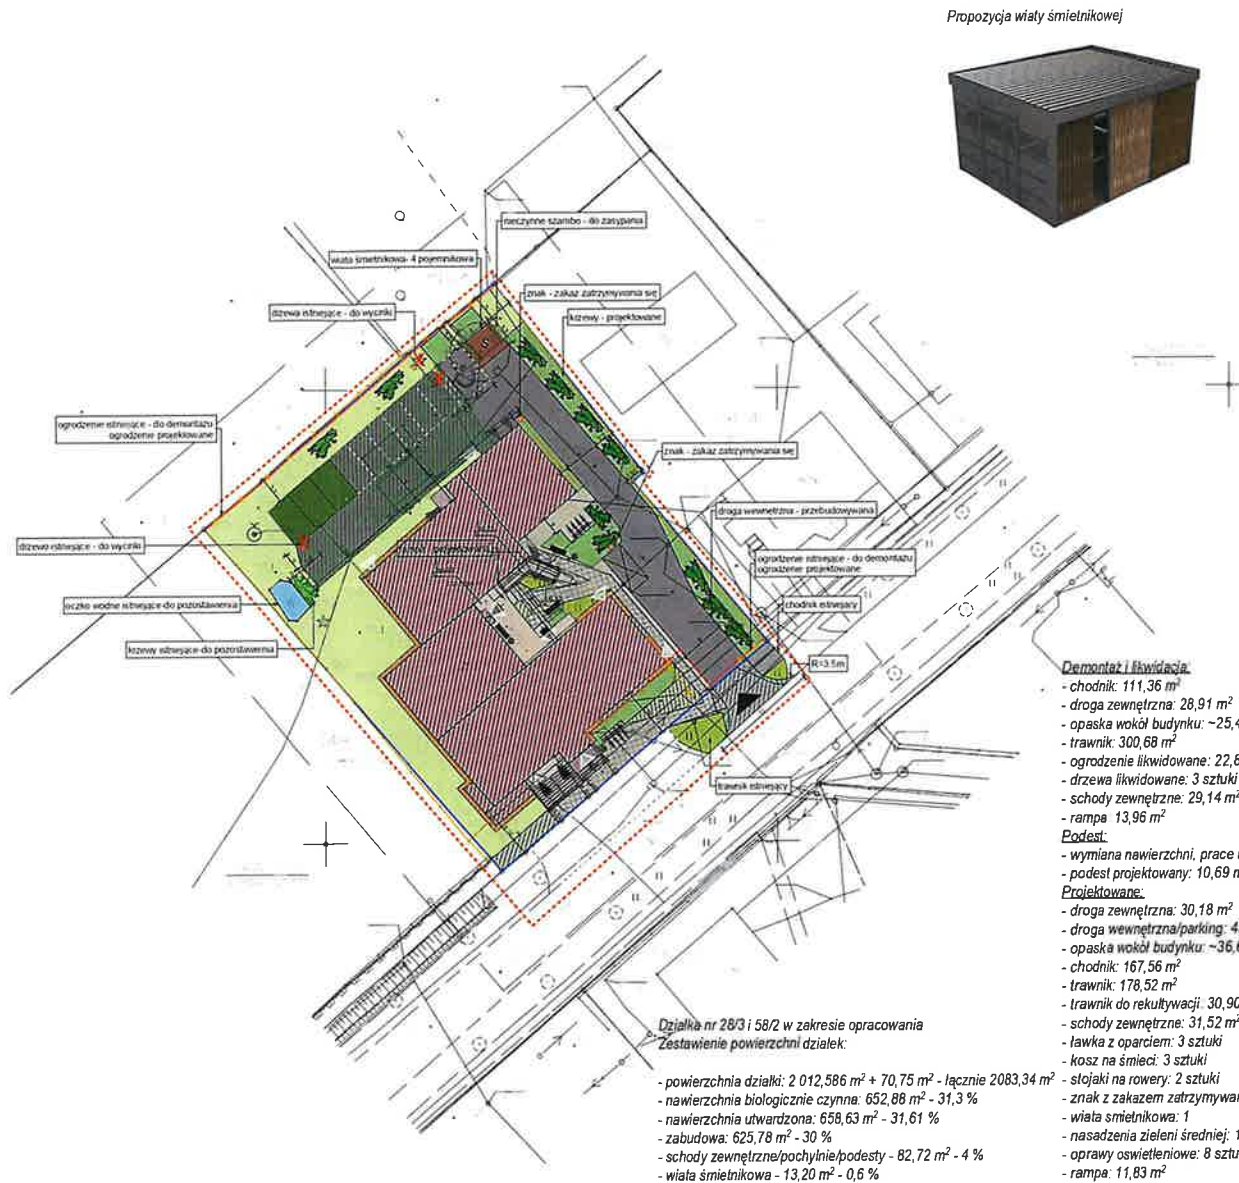 Propozycja wiaty śmietnikowej
nieczynne szambo - do zasypania
wiata śmietnikowa- 4 pojemnikowa
znak - zakaz zatrzymywania się
drzewa istniejące - do wycinki
krzewy - projektowane
S
ogrodzenie istniejące - do demontażu
ogrodzenie projektowane
znak - zakaz zatrzymywania się
droga wewnętrzna - przebudowywana
drzewo istniejące - do wycinki
ogrodzenie istniejące - do demontażu
ogrodzenie projektowane
oczko wodne istniejące-do pozostawienia
chodnik istniejący
krzewy istniejące-do pozostawienia
R=3.5m
trawnik istniejący
Demontaż i likwidacja:
- chodnik: 111,36 m²
- droga zewnętrzna: 28,91 m²
- opaska wokół budynku: ~25,4
- trawnik: 300,68 m²
- ogrodzenie likwidowane: 22,8
- drzewa likwidowane: 3 sztuki
- schody zewnętrzne: 29,14 m²
- rampa 13,96 m²
Podest:
- wymiana nawierzchni, prace
- podest projektowany: 10,69 m
Projektowane:
- droga zewnętrzna: 30,18 m²
- droga wewnętrzna/parking: 4
- opaska wokół budynku: ~36,6
- chodnik: 167,56 m²
- trawnik: 178,52 m²
- trawnik do rekultywacji. 30,90
- schody zewnętrzne: 31,52 m²
- ławka z oparciem: 3 sztuki
- kosz na śmieci: 3 sztuki
- stojaki na rowery: 2 sztuki
- znak z zakazem zatrzymywan
- wiata smietnikowa: 1
- nasadzenia zieleni średniej: 1
- oprawy oswietleniowe: 8 sztu
- rampa: 11,83 m²
Działka nr 28/3 i 58/2 w zakresie opracowania
Zestawienie powierzchni działek:
- powierzchnia działki: 2 012,586 m² + 70,75 m² - łącznie 2083,34 m²
- nawierzchnia biologicznie czynna: 652,88 m² - 31,3 %
- nawierzchnia utwardzona: 658,63 m² - 31,61 %
- zabudowa: 625,78 m² - 30 %
- schody zewnętrzne/pochylnie/podesty - 82,72 m² - 4 %
- wiata śmietnikowa - 13,20 m² - 0,6 %